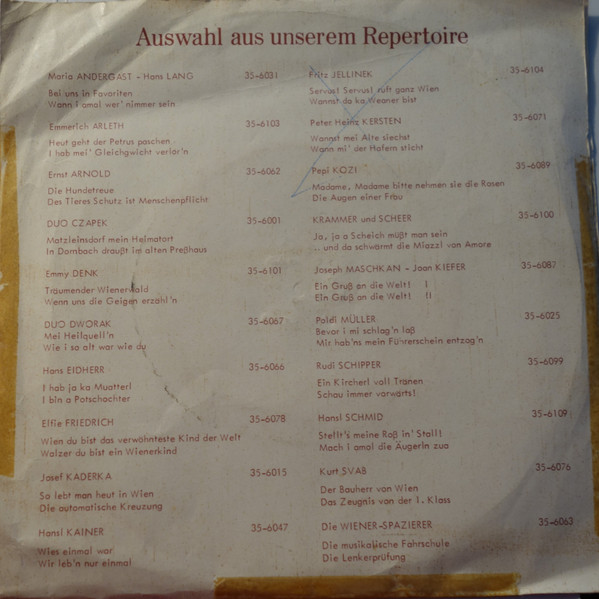 Auswahl aus unserem Repertoire
Maria ANDERGAST - Hans LANG 35-6031
Bei uns in Favoriten
Wann i amal wer' nimmer sein
Emmerich ARLETH 35-6103
Heut geht der Petrus paschen
I hab mei' Gleichgwicht verlor'n
Ernst ARNOLD 35-6062
Die Hundetreue
Des Tieres Schutz ist Menschenpflicht
DUO CZAPEK 35-6001
Matzleinsdorf mein Heimatort
In Dornbach draußt im alten Preßhaus
Emmy DENK 35-6101
Träumender Wienerwald
Wenn uns die Geigen erzähl'n
DUO DWORAK 35-6067
Mei Heilquell'n
Wie i so alt war wie du
Hans EIDHERR 35-6066
I hab ja ka Muatterl
I bin a Potschachter
Elfie FRIEDRICH 35-6078
Wien du bist das verwöhnteste Kind der Welt
Walzer du bist ein Wienerkind
Josef KADERKA 35-6015
So lebt man heut in Wien
Die automatische Kreuzung
Hansl KAINER 35-6047
Wies einmal war
Wir leb'n nur einmal
Fritz JELLINEK 35-6104
Servus! Servus! ruft ganz Wien
Wannst da ka Weaner bist
Peter Heinz KERSTEN 35-6071
Wannst mei Alte siechst
Wann mi' der Hafern sticht
Pepi KOZI 35-6089
Madame, Madame bitte nehmen sie die Rosen
Die Augen einer Frau
KRAMMER und SCHEER 35-6100
Ja, ja a Scheich müßt man sein
.. und da schwärmt die Miazzl von Amore
Joseph MASCHKAN - Joan KIEFER 35-6087
Ein Gruß an die Welt! I
Ein Gruß an die Welt! II
Poldi MÜLLER 35-6025
Bevor i mi schlag'n laß
Mir hab'ns mein Führerschein entzog'n
Rudi SCHIPPER 35-6099
Ein Kircherl voll Tränen
Schau immer vorwärts!
Hansl SCHMID 35-6109
Stellt's meine Roß in' Stall!
Mach i amal die Äugerln zua
Kurt SVAB 35-6076
Der Bauherr von Wien
Das Zeugnis von der 1. Klass
Die WIENER-SPAZIERER 35-6063
Die musikalische Fahrschule
Die Lenkerprüfung